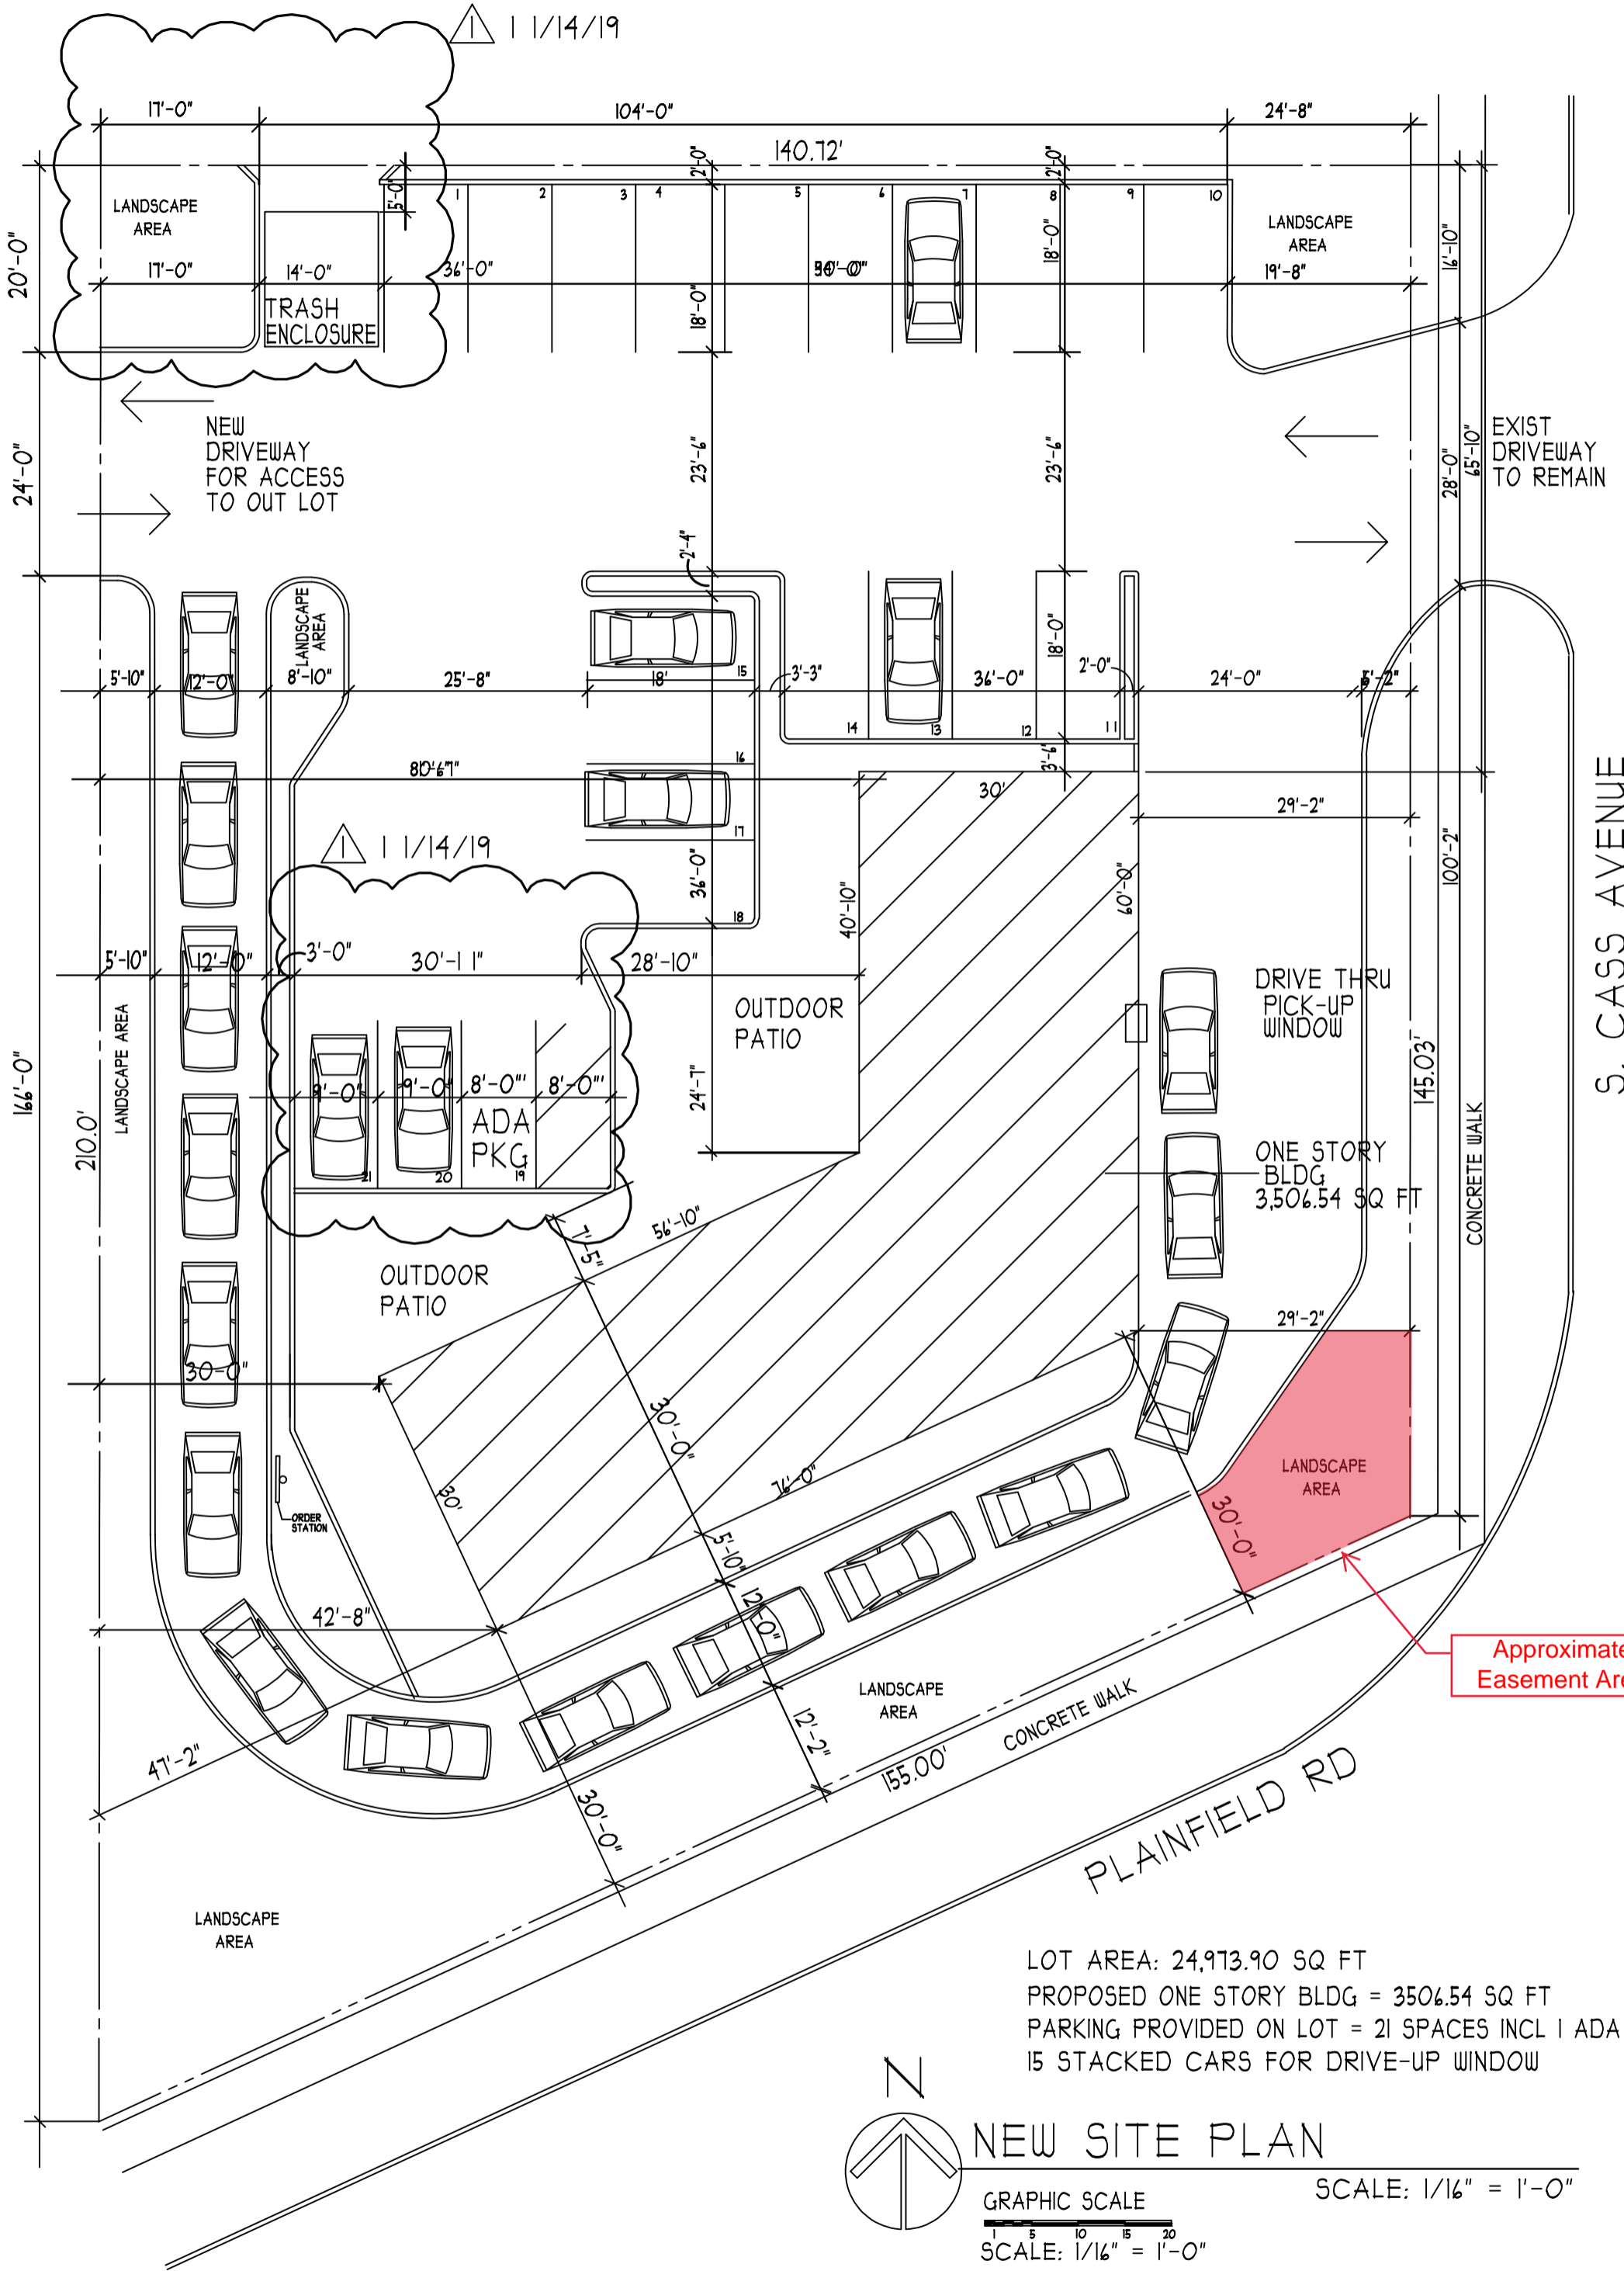 1 1 1/14/19
17'-0" 104'-0" 24'-8"
140.72'
2'-0" 2'-0"
5'-0"
1 2 3 4 5 6 7 8 9 10
LANDSCAPE
AREA
LANDSCAPE
AREA
20'-0"
17'-0" 14'-0" 36'-0" 19'-8"
18'-0" 18'-0" 16'-10"
TRASH
ENCLOSURE
NEW
DRIVEWAY
FOR ACCESS
TO OUT LOT
EXIST
DRIVEWAY
TO REMAIN
24'-0" 23'-6" 23'-6" 28'-0" 65'-10"
2'-4"
LANDSCAPE
AREA
18'-0"
5'-10" 12'-0" 8'-10" 25'-8" 18' 15 3'-3" 36'-0" 2'-0" 24'-0" 5'-2"
14 13 12 11
16
3'-6"
30'
29'-2"
17
1 1 1/14/19
36'-0" 40'-10" 60'-0" 100'-2"
18
S. CASS AVENUE
5'-10" 12'-0" 3'-0" 30'-11" 28'-10"
DRIVE THRU
PICK-UP
WINDOW
OUTDOOR
PATIO
LANDSCAPE AREA
166'-0" 210.0' 24'-7" 145.03'
9'-0" 9'-0" 8'-0"' 8'-0"'
ADA
PKG
21 20 19
ONE STORY
BLDG
3,506.54 SQ FT
CONCRETE WALK
7'-5" 56'-10"
OUTDOOR
PATIO
29'-2"
30'-0"
30'-0"
30'
76'-0"
LANDSCAPE
AREA
ORDER
STATION
30'-0"
5'-10"
12'-0"
42'-8"
Approximate
LANDSCAPE
AREA
CONCRETE WALK
12'-2"
47'-2"
155.00'
30'-0"
PLAINFIELD RD
LANDSCAPE
AREA
LOT AREA: 24,973.90 SQ FT
PROPOSED ONE STORY BLDG = 3506.54 SQ FT
PARKING PROVIDED ON LOT = 21 SPACES INCL 1 ADA
15 STACKED CARS FOR DRIVE-UP WINDOW
N
NEW SITE PLAN
SCALE: 1/16" = 1'-0"
GRAPHIC SCALE
1 5 10 15 20
SCALE: 1/16" = 1'-0"